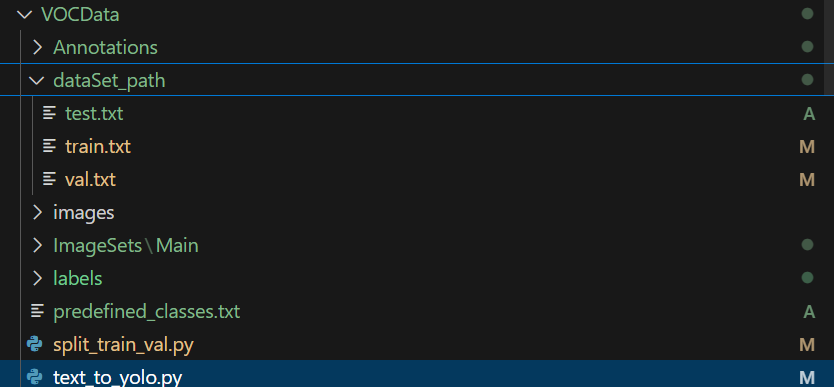 VOCData
Annotations
dataSet_path
test.txt A
train.txt M
val.txt M
images
ImageSets\Main
labels
predefined_classes.txt A
split_train_val.py M
text_to_yolo.py M